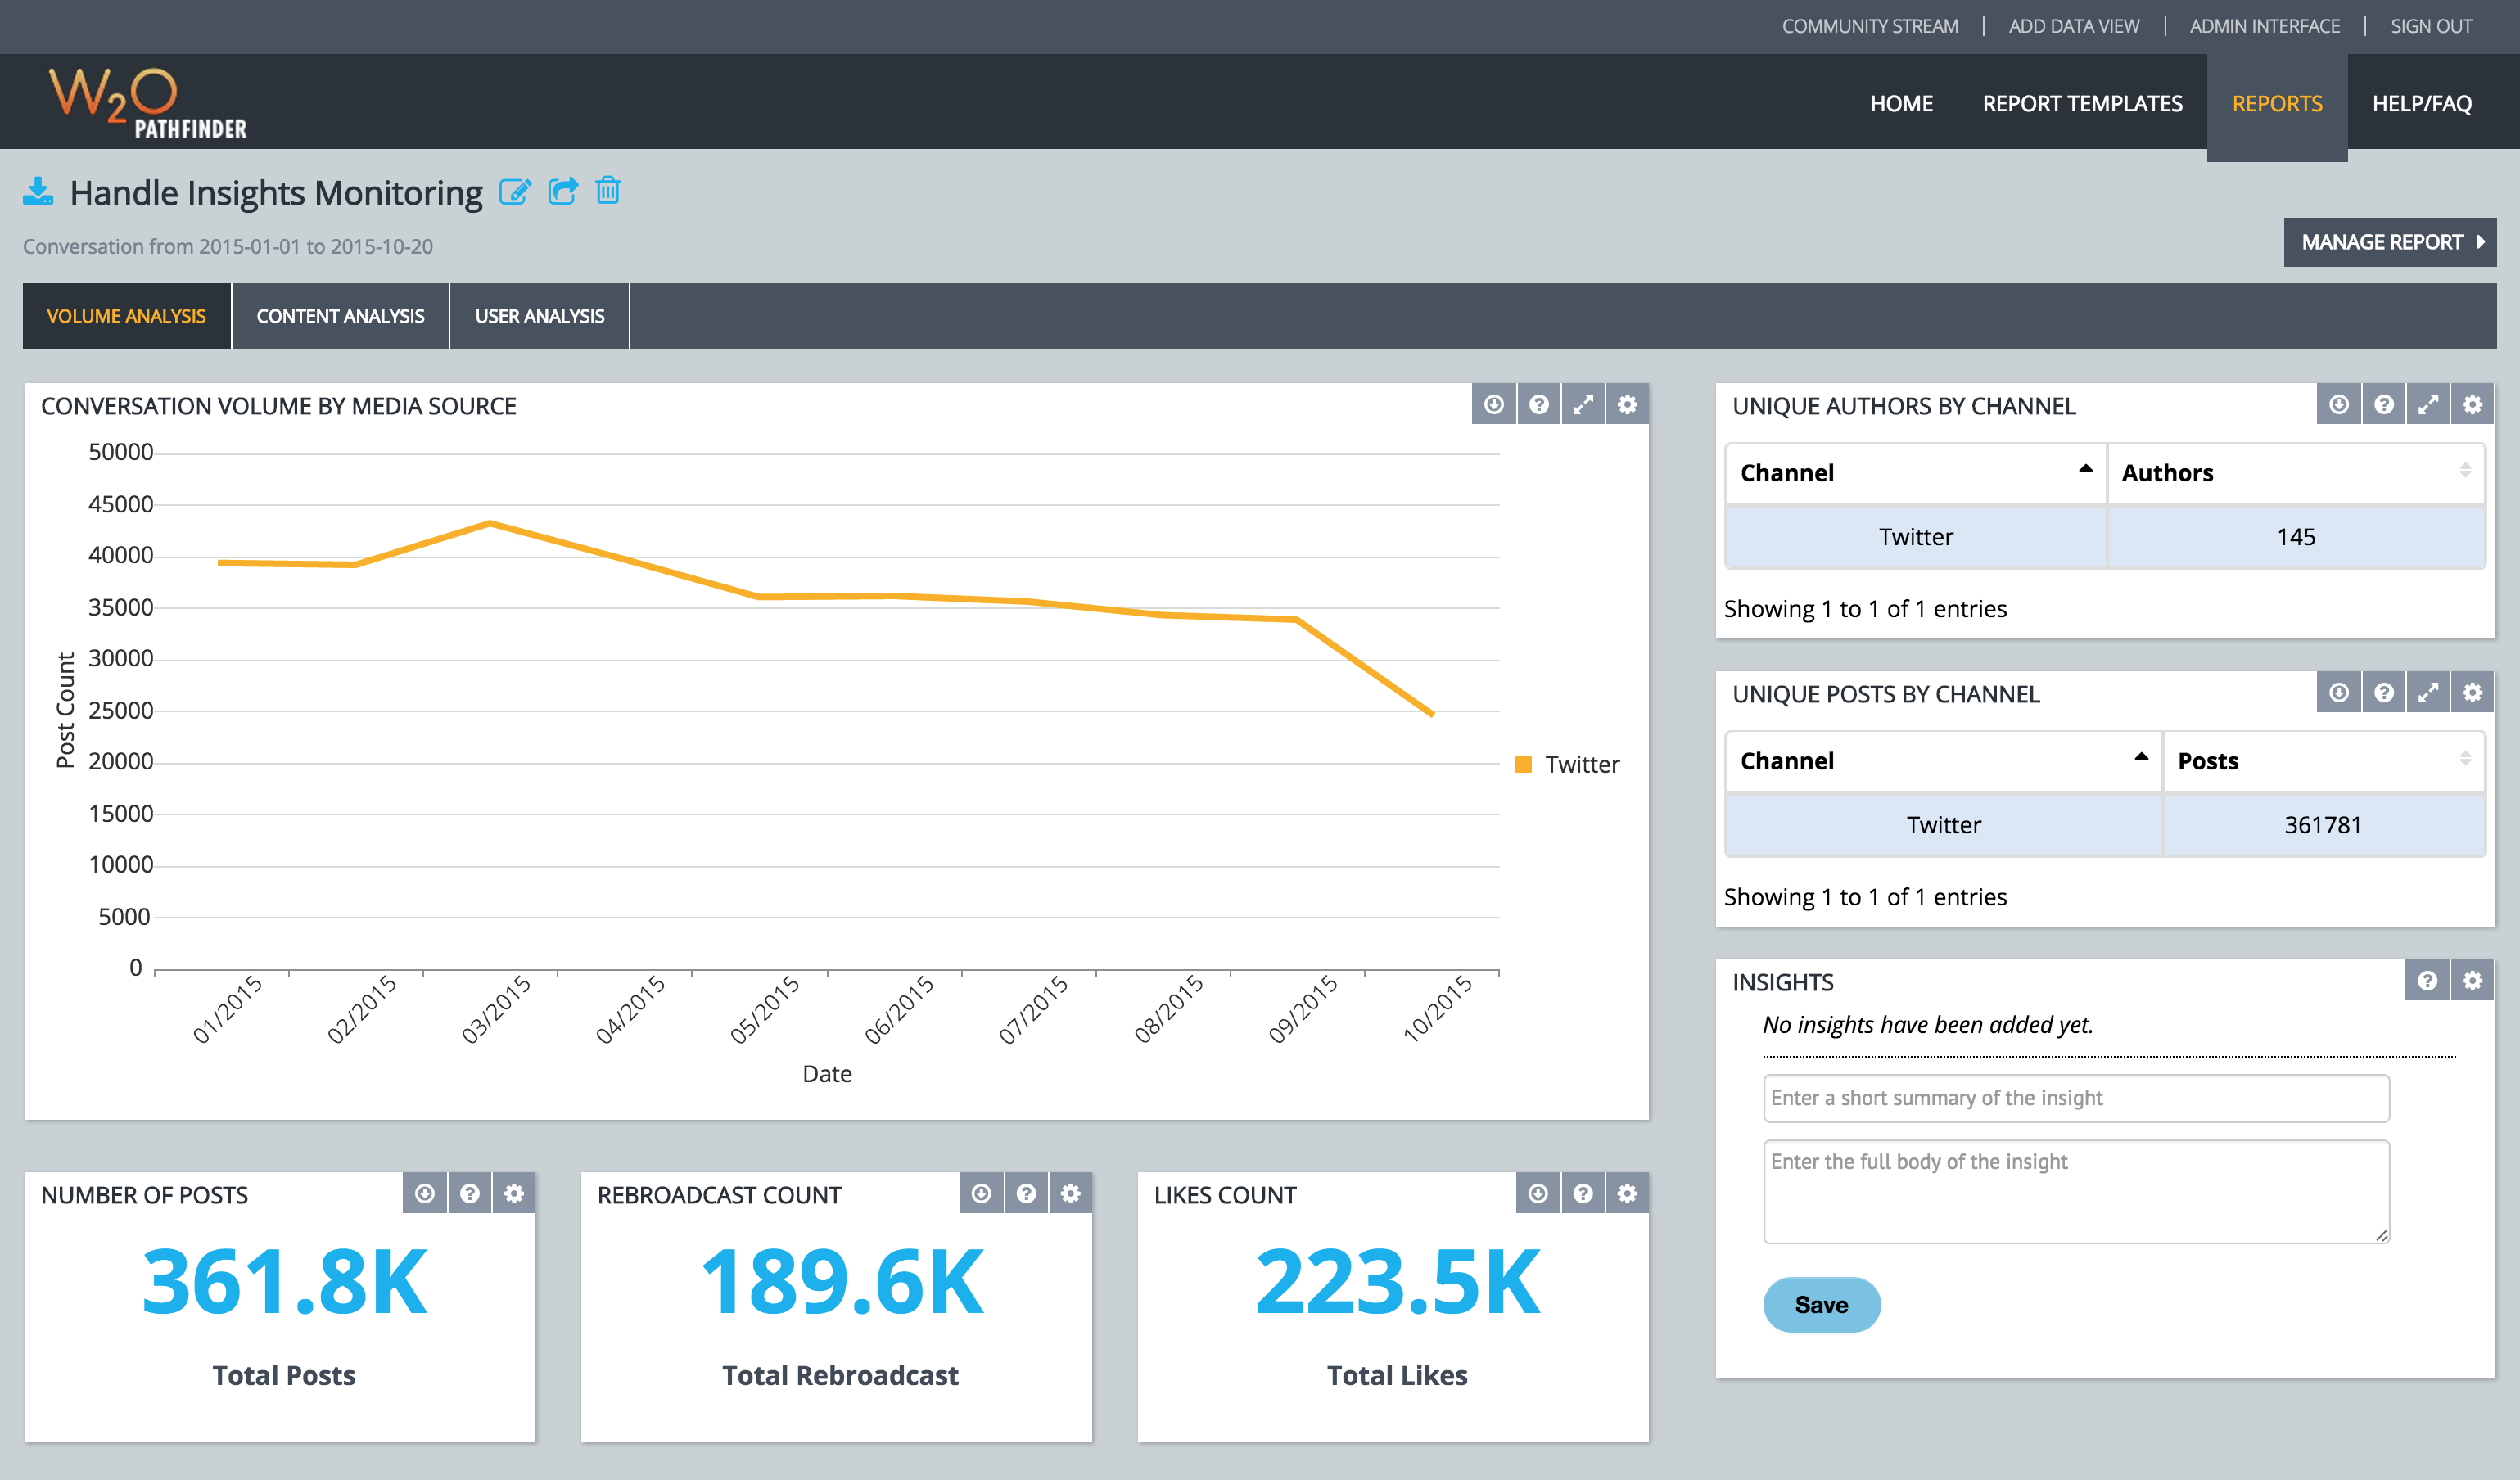 COMMUNITY STREAM | ADD DATA VIEW | ADMIN INTERFACE | SIGN OUT
W2O
PATHFINDER
HOME REPORT TEMPLATES REPORTS HELP/FAQ
Handle Insights Monitoring
Conversation from 2015-01-01 to 2015-10-20
MANAGE REPORT
VOLUME ANALYSIS CONTENT ANALYSIS USER ANALYSIS
CONVERSATION VOLUME BY MEDIA SOURCE
50000
45000
40000
35000
30000
25000
20000
15000
10000
5000
0
Post Count
01/2015 02/2015 03/2015 04/2015 05/2015 06/2015 07/2015 08/2015 09/2015 10/2015
Date
Twitter
UNIQUE AUTHORS BY CHANNEL
Channel Authors
Twitter 145
Showing 1 to 1 of 1 entries
UNIQUE POSTS BY CHANNEL
Channel Posts
Twitter 361781
Showing 1 to 1 of 1 entries
INSIGHTS
No insights have been added yet.
Enter a short summary of the insight
Enter the full body of the insight
Save
NUMBER OF POSTS
361.8K
Total Posts
REBROADCAST COUNT
189.6K
Total Rebroadcast
LIKES COUNT
223.5K
Total Likes